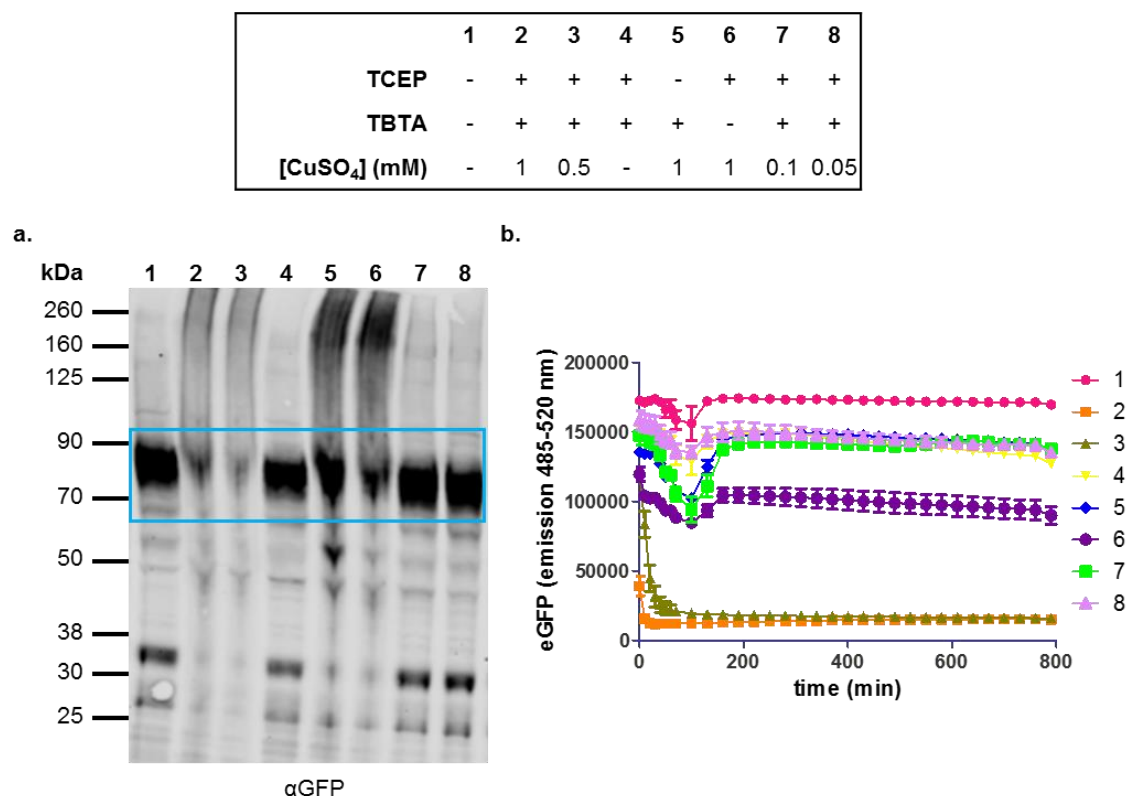 1 2 3 4 5 6 7 8
TCEP - + + + - + + +
TBTA - + + + + - + +
[CuSO₄] (mM) - 1 0.5 - 1 1 0.1 0.05
a.
kDa 1 2 3 4 5 6 7 8
260
160
125
90
70
50
38
30
25
αGFP
b.
eGFP (emission 485-520 nm)
200000
150000
100000
50000
0
0 200 400 600 800
time (min)
1
2
3
4
5
6
7
8